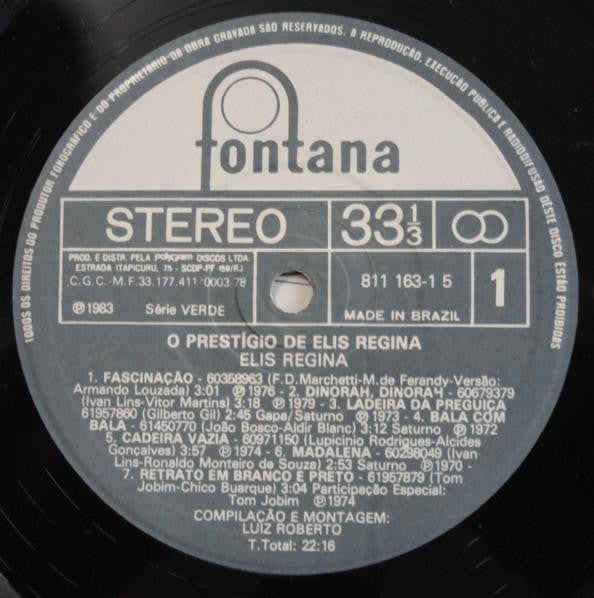 TODOS OS DIREITOS DO PRODUTOR FONOGRÁFICO E DO PROPRIETÁRIO DA OBRA GRAVADA SÃO RESERVADOS. A REPRODUÇÃO, EXECUÇÃO PÚBLICA E RADIODIFUSÃO DESTE DISCO ESTÃO PROIBIDAS
fontana
STEREO 33 1/3
PROD. E DISTR. PELA polygram DISCOS LTDA.
ESTRADA ITAPICURU, 75 - SCDP-PF 159/RJ
C.G.C.-M.F. 33.177.411/0003-78
811 163-1 5
1
℗1983 Série VERDE
MADE IN BRAZIL
O PRESTÍGIO DE ELIS REGINA
ELIS REGINA
1. FASCINAÇÃO - 60358963 (F.D.Marchetti-M.de Ferandy-Versão:
Armando Louzada) 3:01 ℗1976 - 2. DINORAH, DINORAH - 60679379
(Ivan Lins-Vitor Martins) 3:18 ℗1979 - 3. LADEIRA DA PREGUIÇA
61957860 (Gilberto Gil) 2:45 Gapa/Saturno ℗1973 - 4. BALA COM
BALA - 61450770 (João Bosco-Aldir Blanc) 3:12 Saturno ℗1972
5. CADEIRA VAZIA - 60971150 (Lupicinio Rodrigues-Alcides
Gonçalves) 3:57 ℗1974 - 6. MADALENA - 60298049 (Ivan
Lins-Ronaldo Monteiro de Souza) 2:53 Saturno ℗1970 -
7. RETRATO EM BRANCO E PRETO - 61957879 (Tom
Jobim-Chico Buarque) 3:04 Participação Especial:
Tom Jobim ℗1974
COMPILAÇÃO E MONTAGEM:
LUIZ ROBERTO
T.Total: 22:16